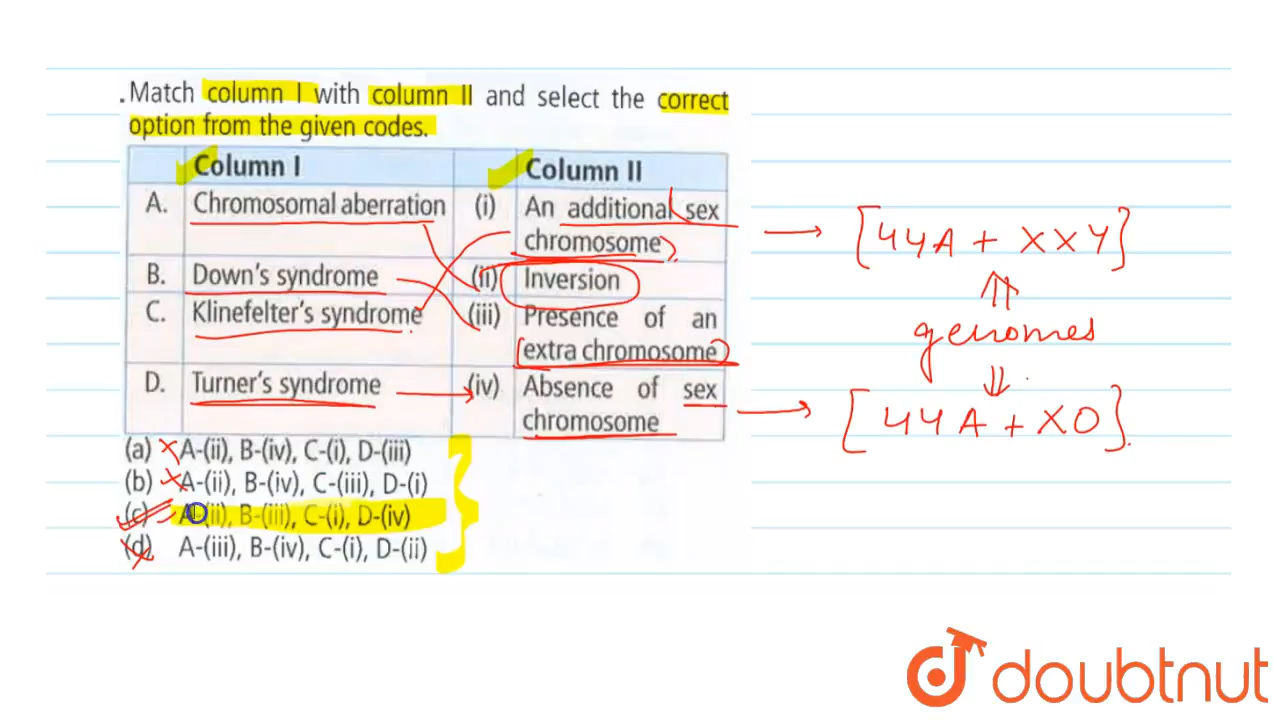 Match column I with column II and select the correct
option from the given codes.
Column I Column II
A. Chromosomal aberration (i) An additional sex
chromosome
B. Down's syndrome (ii) Inversion
C. Klinefelter's syndrome (iii) Presence of an
extra chromosome
D. Turner's syndrome (iv) Absence of sex
chromosome
(a) A-(ii), B-(iv), C-(i), D-(iii)
(b) A-(ii), B-(iv), C-(iii), D-(i)
(c) A-(ii), B-(iii), C-(i), D-(iv)
(d) A-(iii), B-(iv), C-(i), D-(ii)
[44A + XXY]
genomes
[44A + XO]
doubtnut